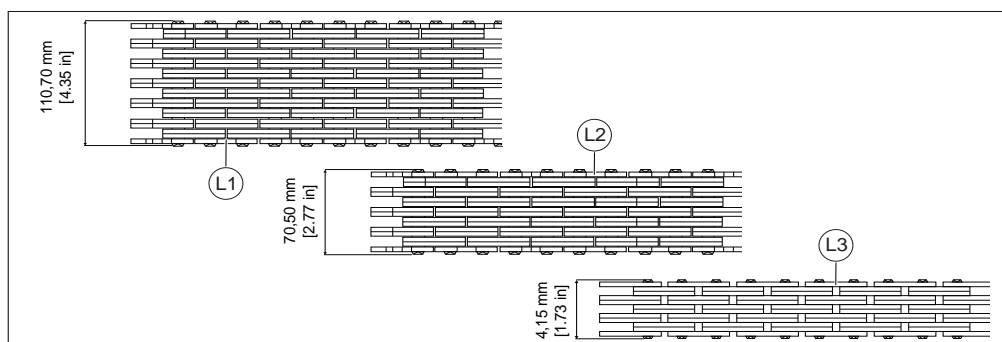 110,70 mm
[4.35 in]
L1
L2
70,50 mm
[2.77 in]
L3
4,15 mm
[1.73 in]